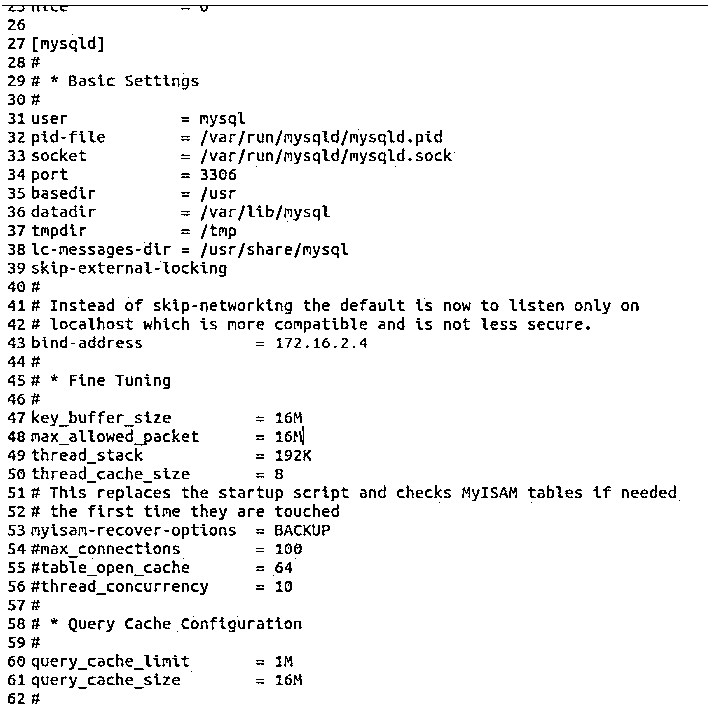 26
27 [mysqld]
28 #
29 # * Basic Settings
30 #
31 user = mysql
32 pid-file = /var/run/mysqld/mysqld.pid
33 socket = /var/run/mysqld/mysqld.sock
34 port = 3306
35 basedir = /usr
36 datadir = /var/lib/mysql
37 tmpdir = /tmp
38 lc-messages-dir = /usr/share/mysql
39 skip-external-locking
40 #
41 # Instead of skip-networking the default is now to listen only on
42 # localhost which is more compatible and is not less secure.
43 bind-address = 172.16.2.4
44 #
45 # * Fine Tuning
46 #
47 key_buffer_size = 16M
48 max_allowed_packet = 16M
49 thread_stack = 192K
50 thread_cache_size = 8
51 # This replaces the startup script and checks MyISAM tables if needed
52 # the first time they are touched
53 myisam-recover-options = BACKUP
54 #max_connections = 100
55 #table_open_cache = 64
56 #thread_concurrency = 10
57 #
58 # * Query Cache Configuration
59 #
60 query_cache_limit = 1M
61 query_cache_size = 16M
62 #